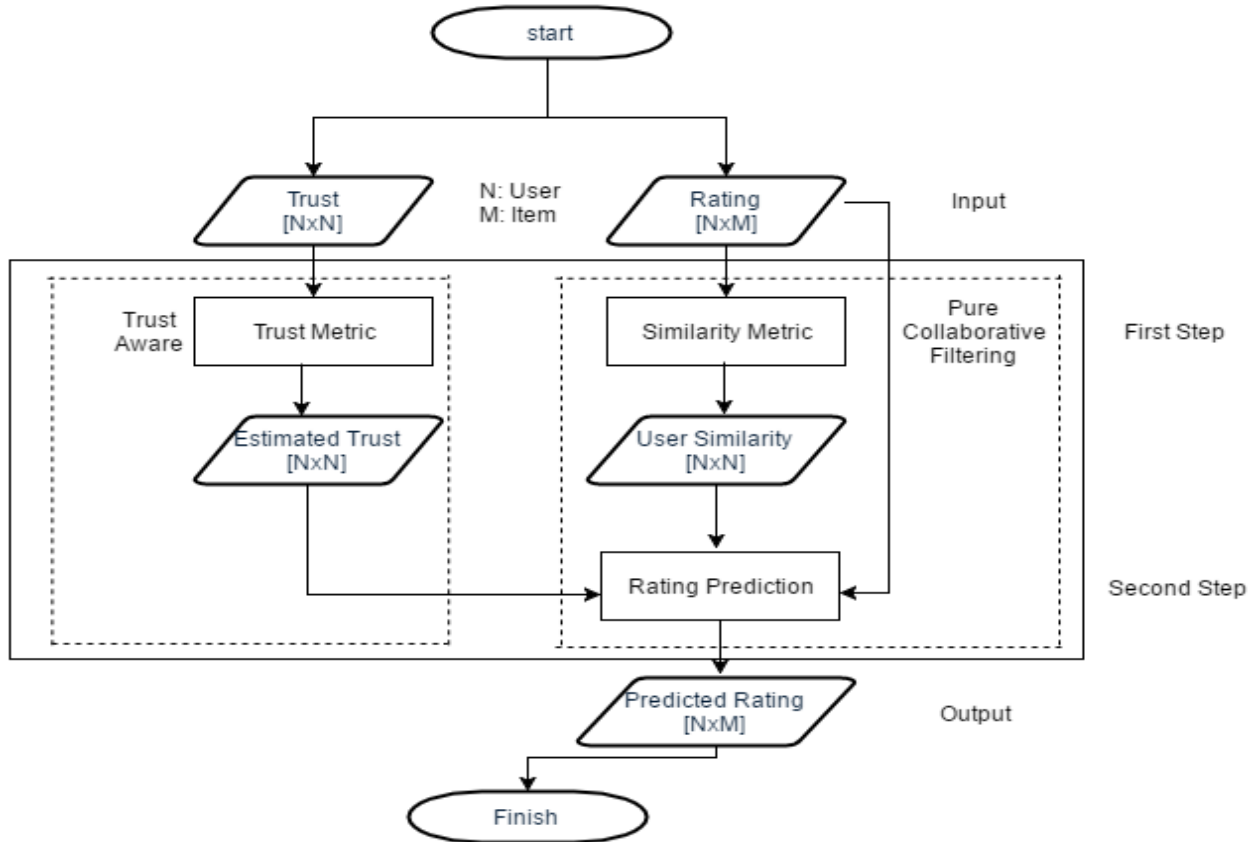 start
Trust
[NxN]
N: User
M: Item
Rating
[NxM]
Input
Trust
Aware
Trust Metric
Similarity Metric
Pure
Collaborative
Filtering
First Step
Estimated Trust
[NxN]
User Similarity
[NxN]
Rating Prediction
Second Step
Predicted Rating
[NxM]
Output
Finish